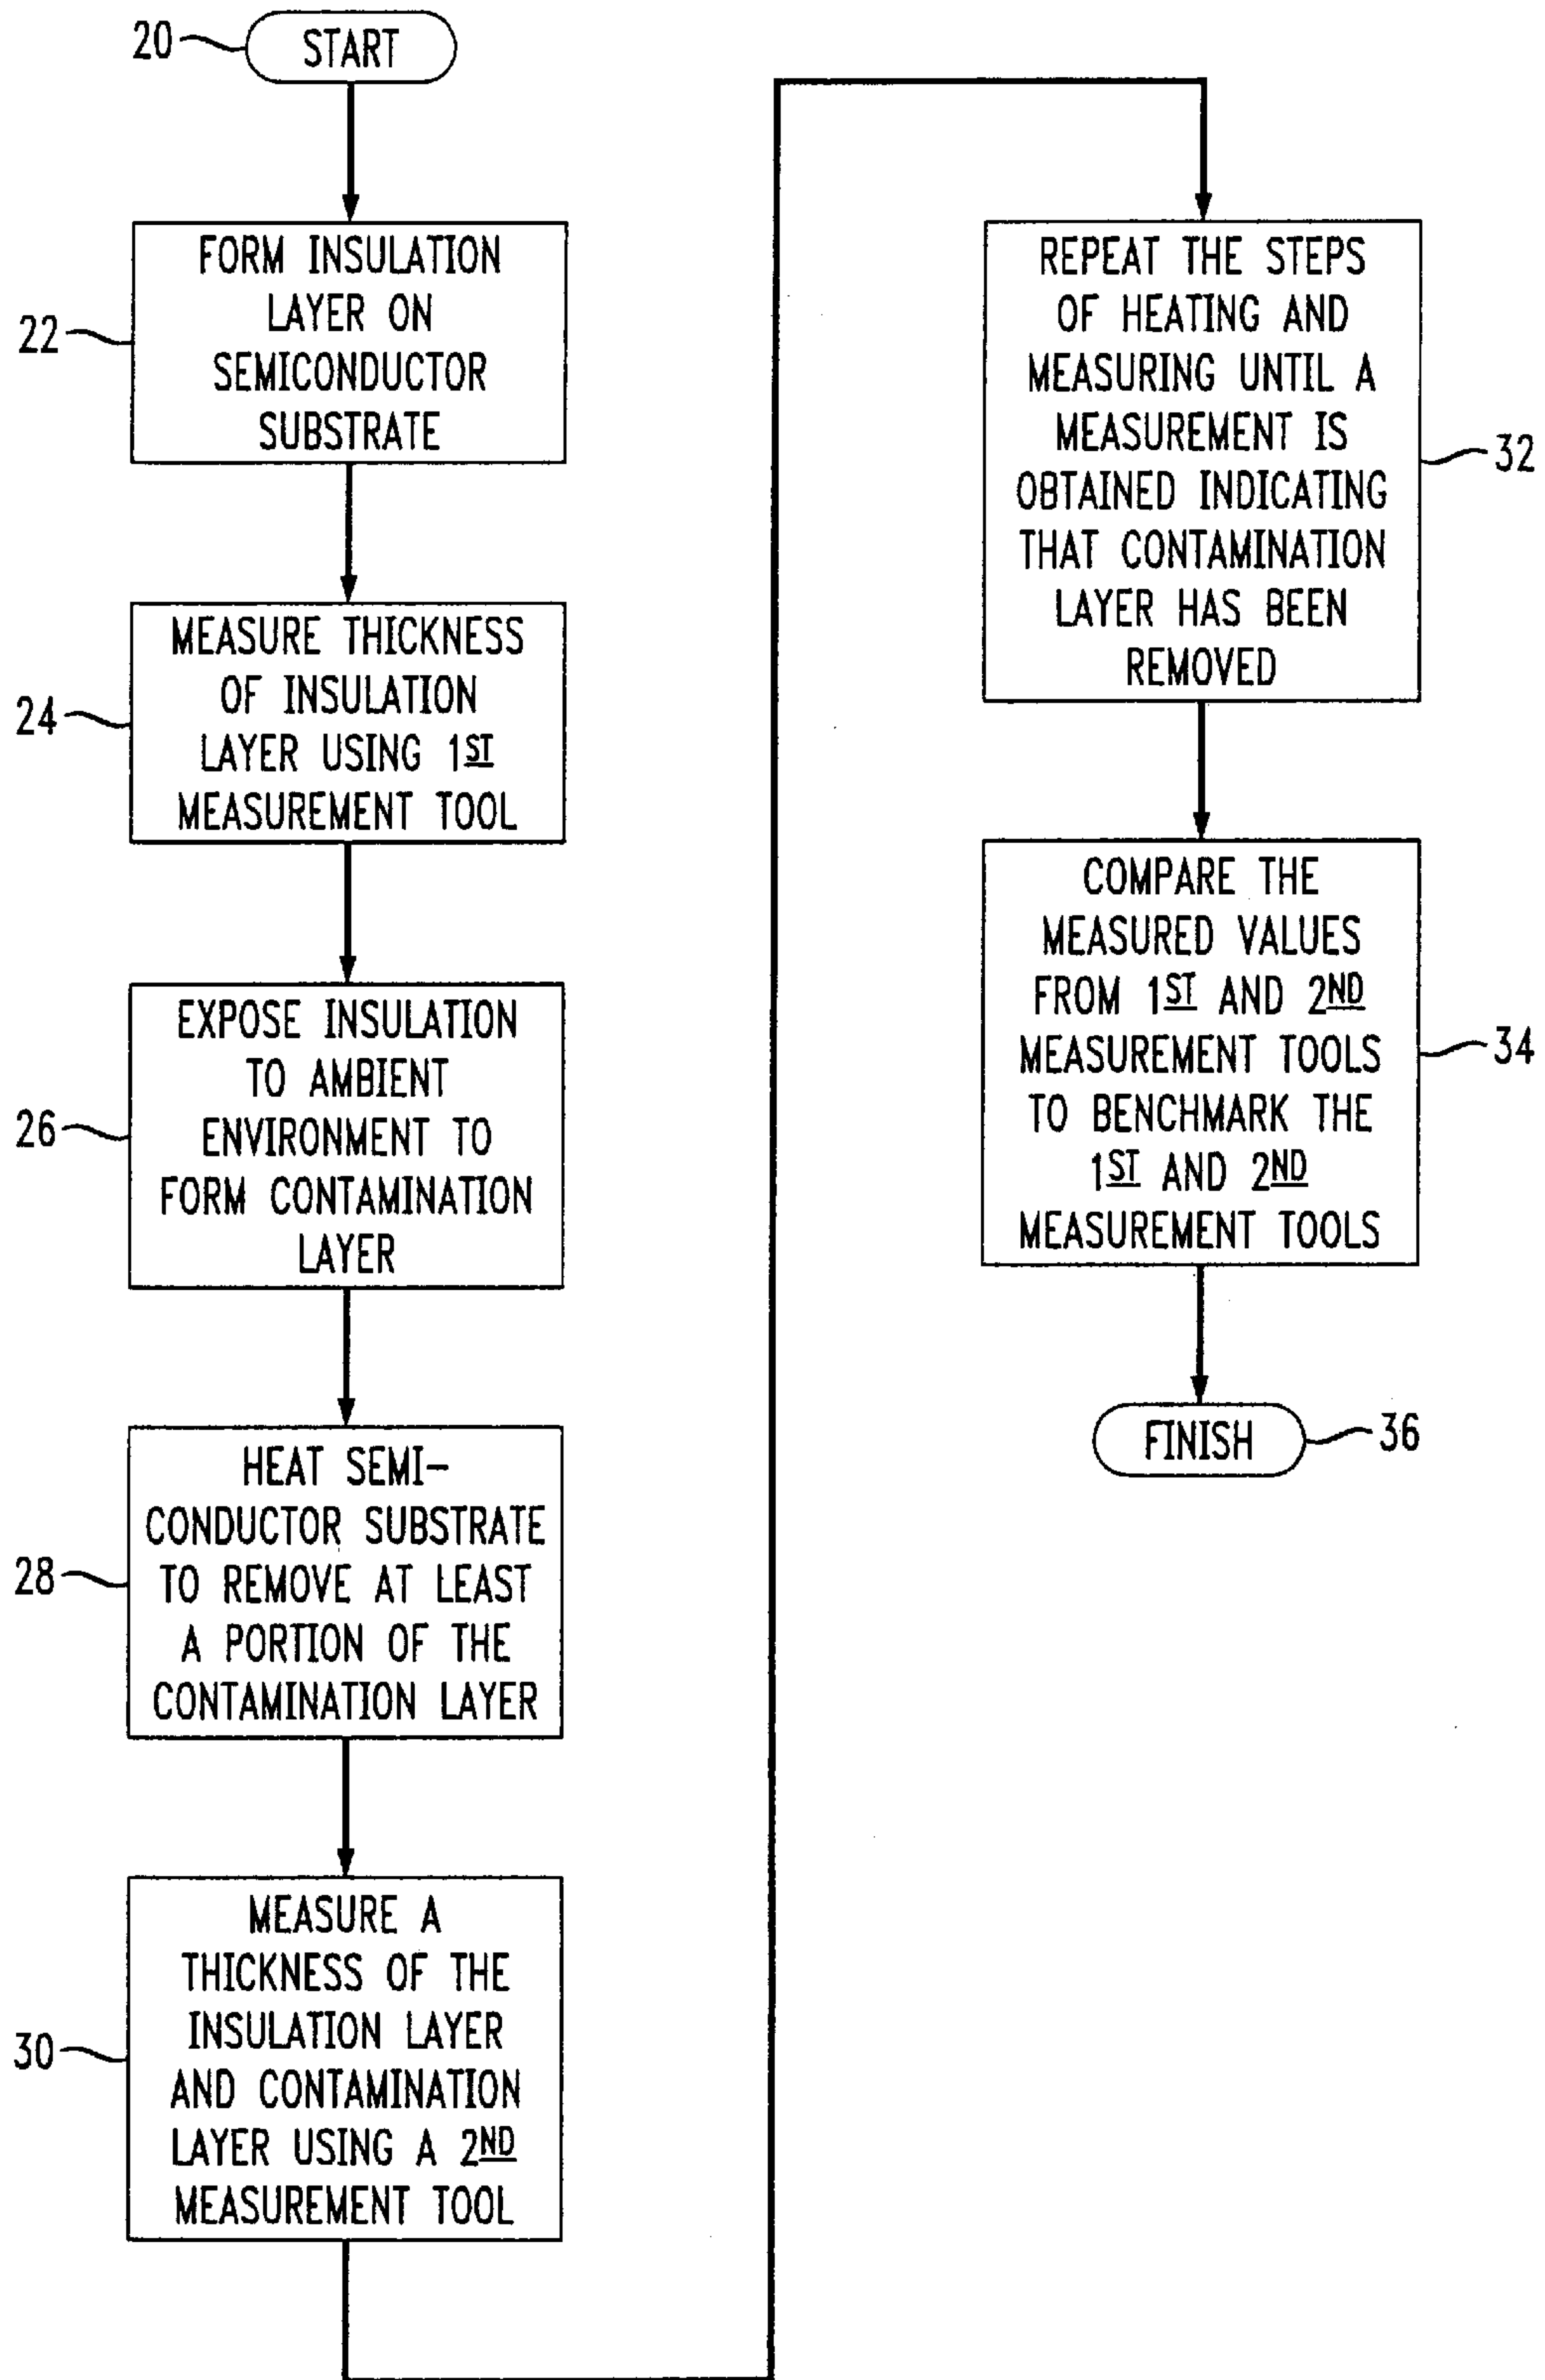 20
START
22
FORM INSULATION
LAYER ON
SEMICONDUCTOR
SUBSTRATE
24
MEASURE THICKNESS
OF INSULATION
LAYER USING 1ST
MEASUREMENT TOOL
26
EXPOSE INSULATION
TO AMBIENT
ENVIRONMENT TO
FORM CONTAMINATION
LAYER
28
HEAT SEMI-
CONDUCTOR SUBSTRATE
TO REMOVE AT LEAST
A PORTION OF THE
CONTAMINATION LAYER
30
MEASURE A
THICKNESS OF THE
INSULATION LAYER
AND CONTAMINATION
LAYER USING A 2ND
MEASUREMENT TOOL
REPEAT THE STEPS
OF HEATING AND
MEASURING UNTIL A
MEASUREMENT IS
OBTAINED INDICATING
THAT CONTAMINATION
LAYER HAS BEEN
REMOVED
32
COMPARE THE
MEASURED VALUES
FROM 1ST AND 2ND
MEASUREMENT TOOLS
TO BENCHMARK THE
1ST AND 2ND
MEASUREMENT TOOLS
34
FINISH
36